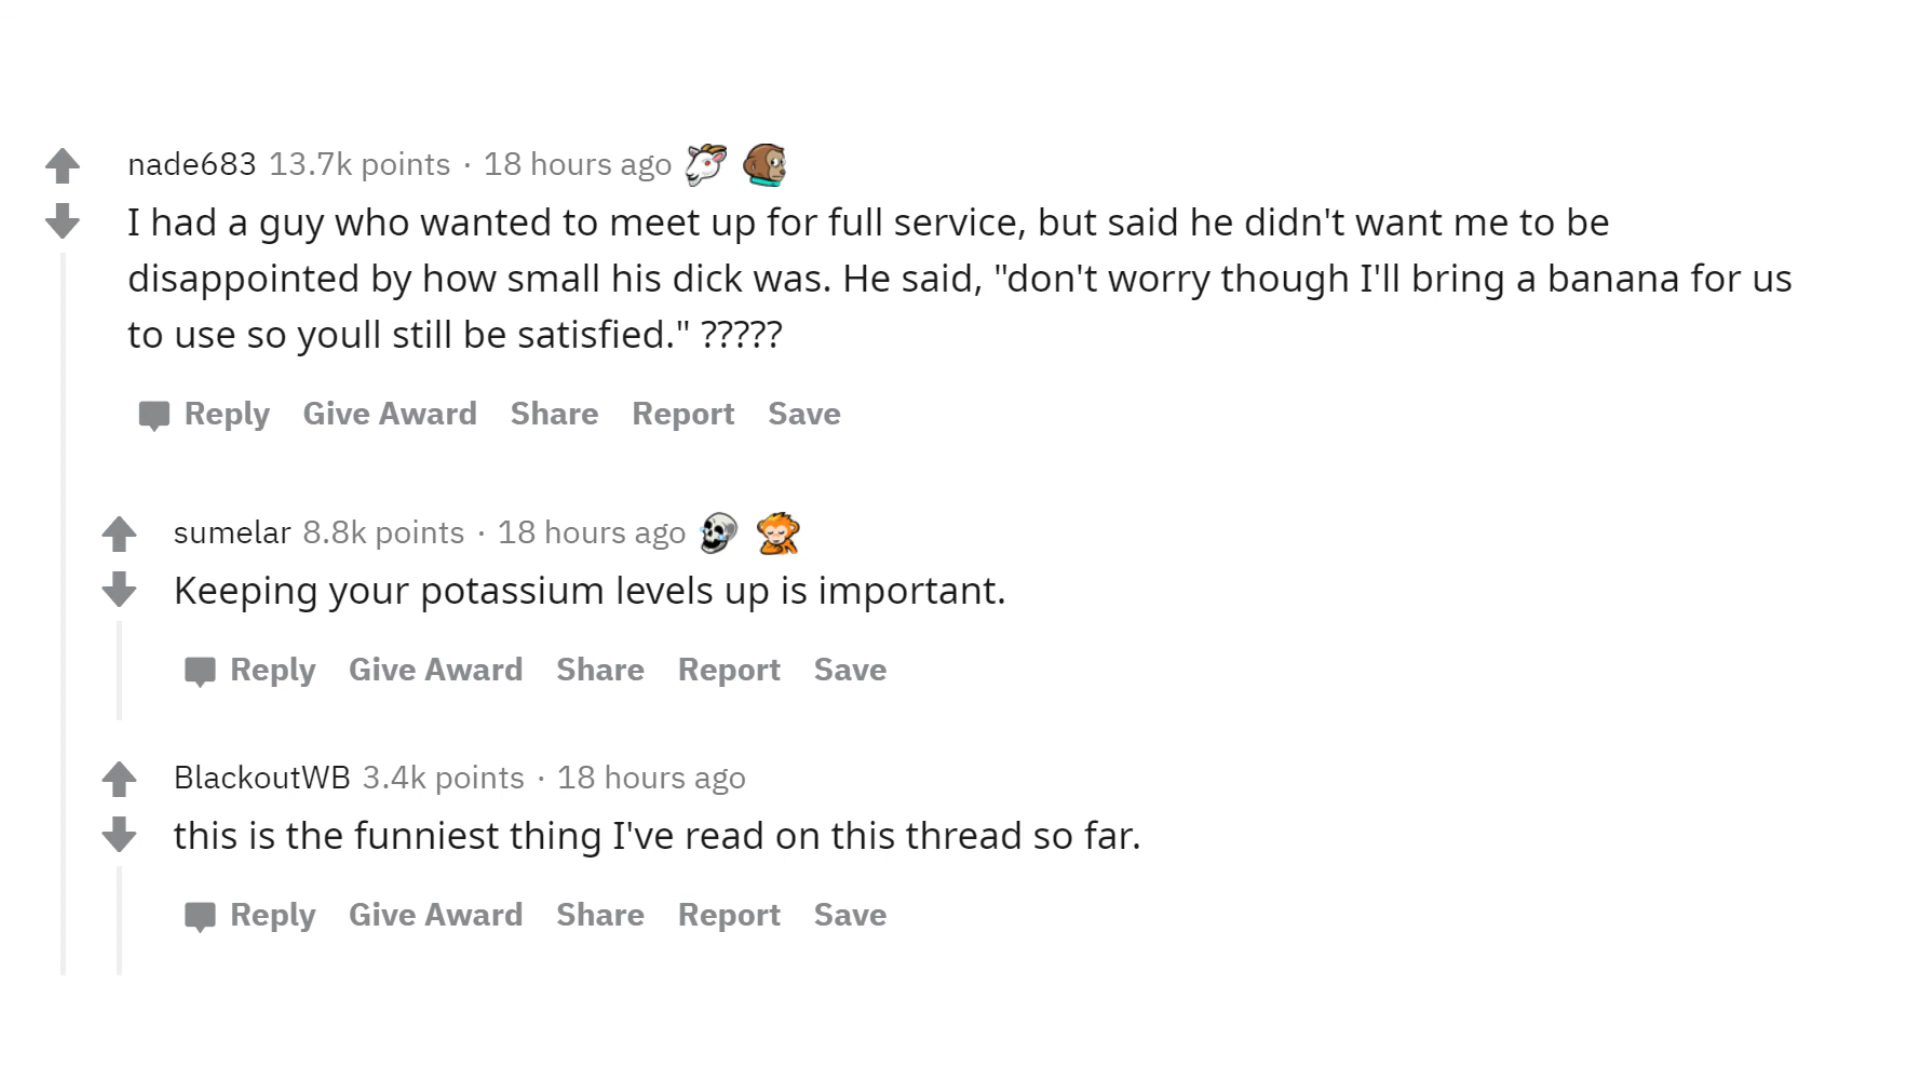 nade683 13.7k points · 18 hours ago
I had a guy who wanted to meet up for full service, but said he didn't want me to be
disappointed by how small his dick was. He said, "don't worry though I'll bring a banana for us
to use so youll still be satisfied." ?????
Reply Give Award Share Report Save
sumelar 8.8k points · 18 hours ago
Keeping your potassium levels up is important.
Reply Give Award Share Report Save
BlackoutWB 3.4k points · 18 hours ago
this is the funniest thing I've read on this thread so far.
Reply Give Award Share Report Save